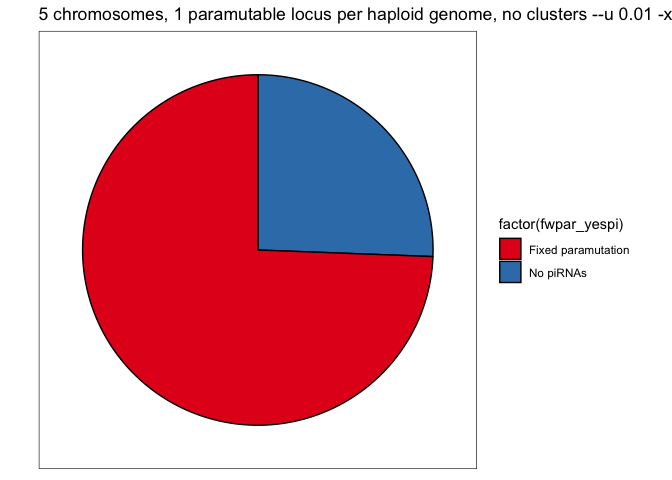 5 chromosomes, 1 paramutable locus per haploid genome, no clusters --u 0.01 -x
factor(fwpar_yespi)
Fixed paramutation
No piRNAs